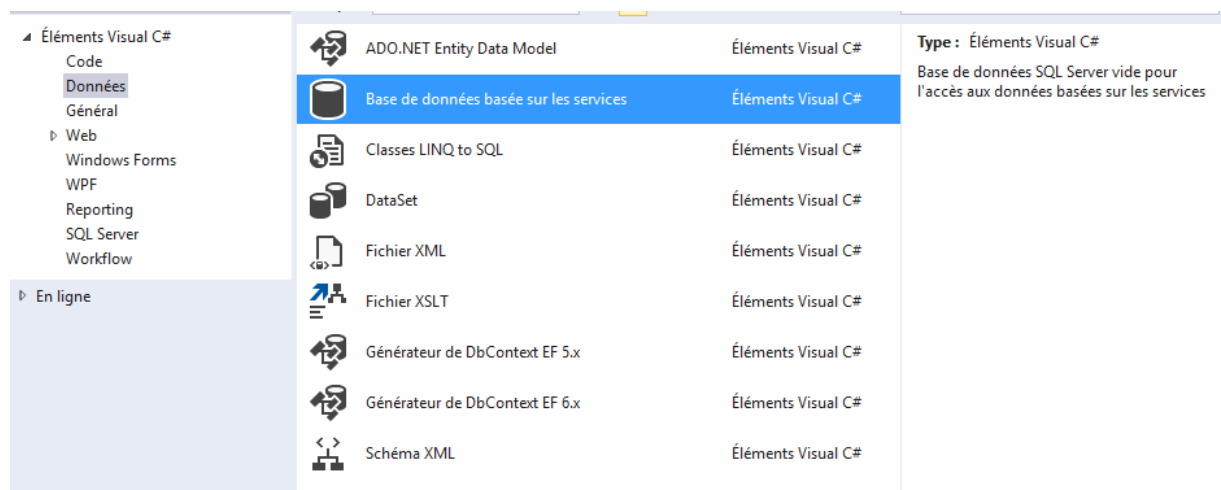 Éléments Visual C#
Code
Données
Général
Web
Windows Forms
WPF
Reporting
SQL Server
Workflow
En ligne
ADO.NET Entity Data Model Éléments Visual C#
Base de données basée sur les services Éléments Visual C#
Classes LINQ to SQL Éléments Visual C#
DataSet Éléments Visual C#
Fichier XML Éléments Visual C#
Fichier XSLT Éléments Visual C#
Générateur de DbContext EF 5.x Éléments Visual C#
Générateur de DbContext EF 6.x Éléments Visual C#
Schéma XML Éléments Visual C#
Type : Éléments Visual C#
Base de données SQL Server vide pour
l'accès aux données basées sur les services